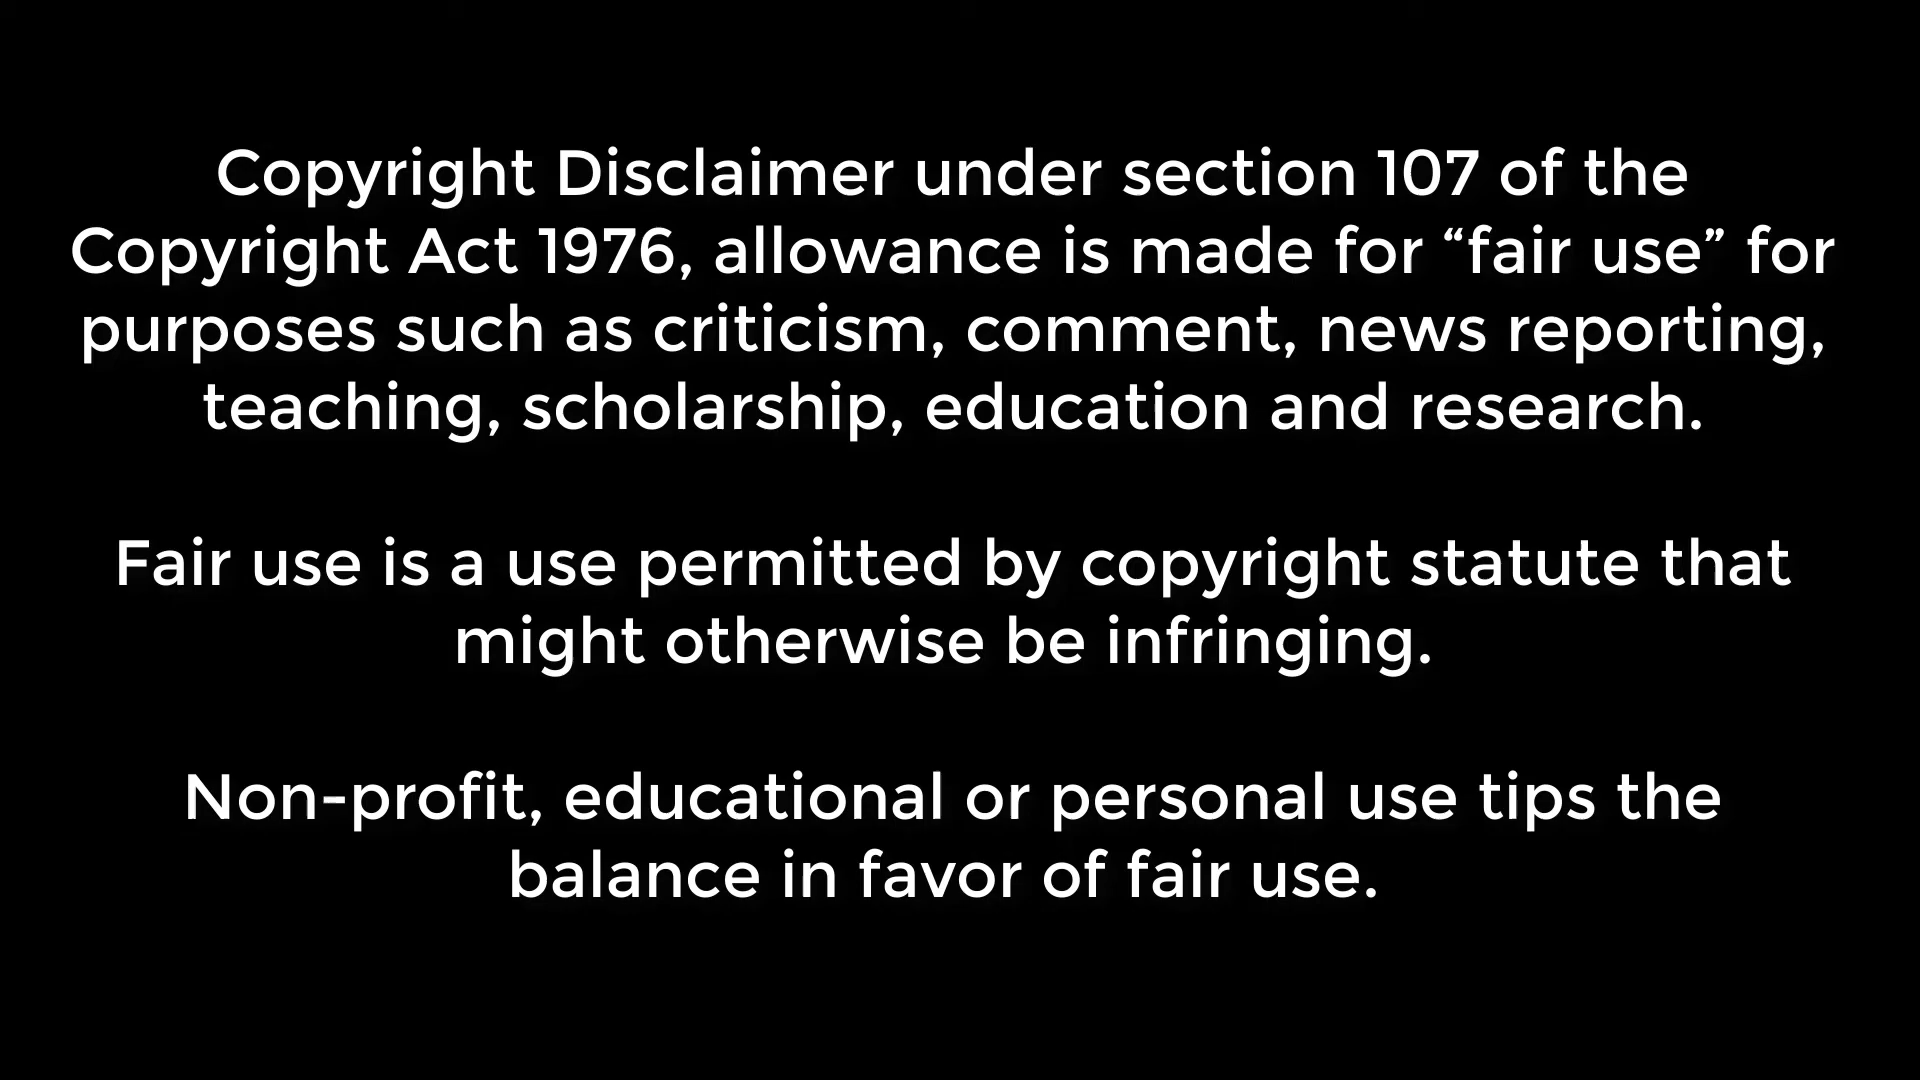 Copyright Disclaimer under section 107 of the
Copyright Act 1976, allowance is made for “fair use” for
purposes such as criticism, comment, news reporting,
teaching, scholarship, education and research.
Fair use is a use permitted by copyright statute that
might otherwise be infringing.
Non-profit, educational or personal use tips the
balance in favor of fair use.